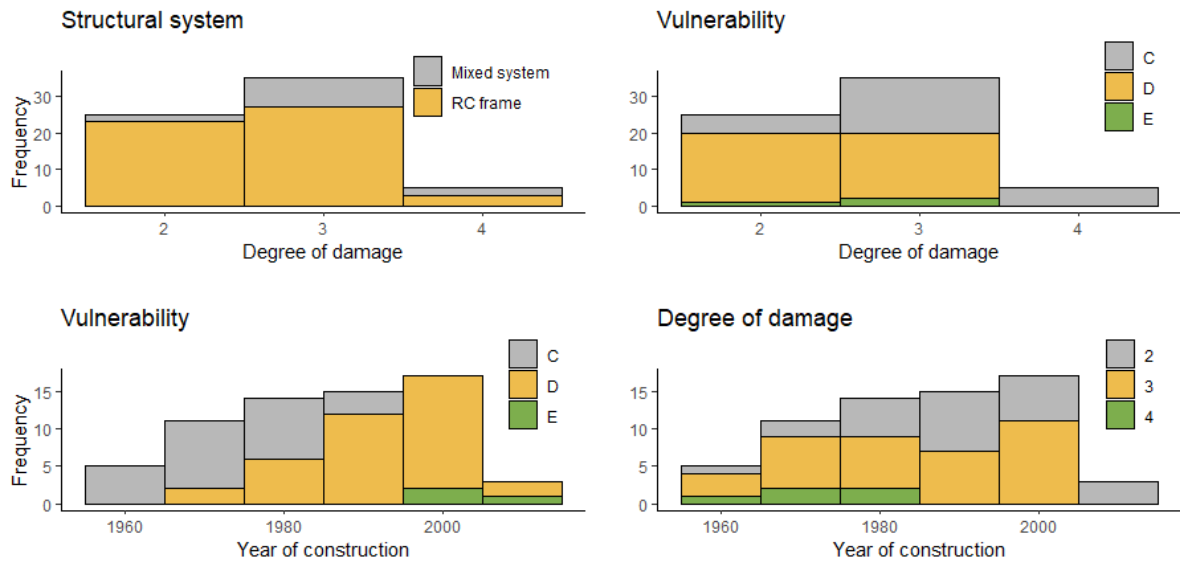 Structural system
Mixed system
RC frame
Frequency
30
20
10
0
2 3 4
Degree of damage
Vulnerability
C
D
E
30
20
10
0
2 3 4
Degree of damage
Vulnerability
C
D
E
Frequency
15
10
5
0
1960 1980 2000
Year of construction
Degree of damage
2
3
4
15
10
5
0
1960 1980 2000
Year of construction